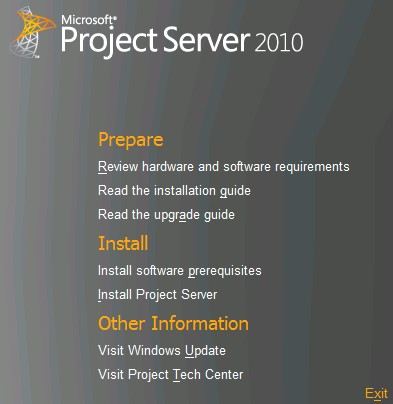 Microsoft®
Project Server 2010
Prepare
Review hardware and software requirements
Read the installation guide
Read the upgrade guide
Install
Install software prerequisites
Install Project Server
Other Information
Visit Windows Update
Visit Project Tech Center
Exit